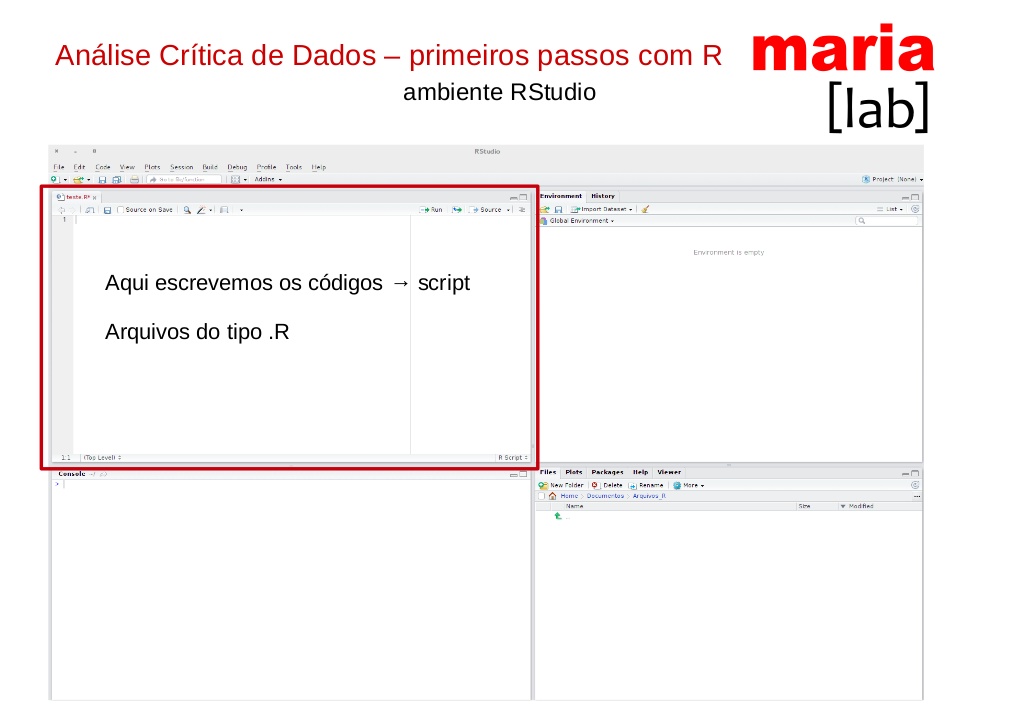 Análise Crítica de Dados – primeiros passos com R
ambiente RStudio
maria
[lab]
RStudio
File Edit Code View Plots Session Build Debug Profile Tools Help
Go to file/function Addins Project: (None)
teste.R*
Source on Save Run Source
1
Aqui escrevemos os códigos → script
Arquivos do tipo .R
1:1 (Top Level) R Script
Console ~/
>
Environment History
Import Dataset List
Global Environment
Environment is empty
Files Plots Packages Help Viewer
New Folder Delete Rename More
Home Documentos Arquivos_R ...
Name Size Modified
..